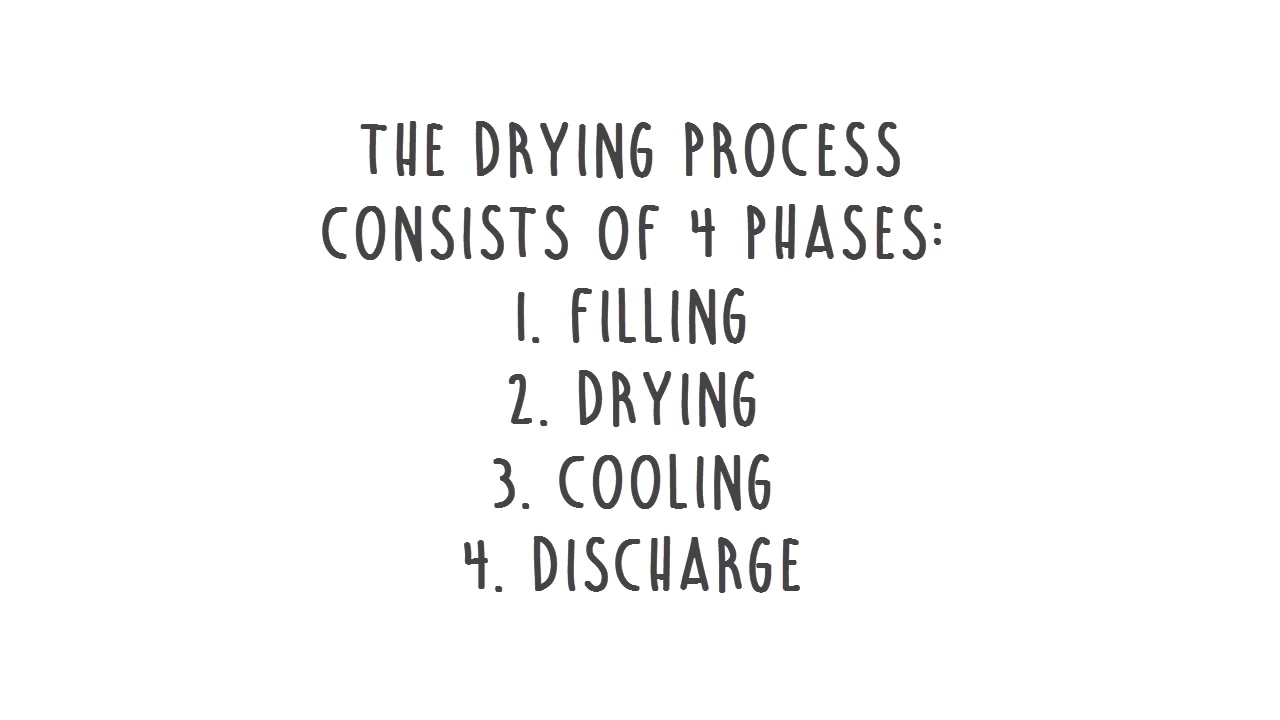 THE DRYING PROCESS
CONSISTS OF 4 PHASES:
1. FILLING
2. DRYING
3. COOLING
4. DISCHARGE